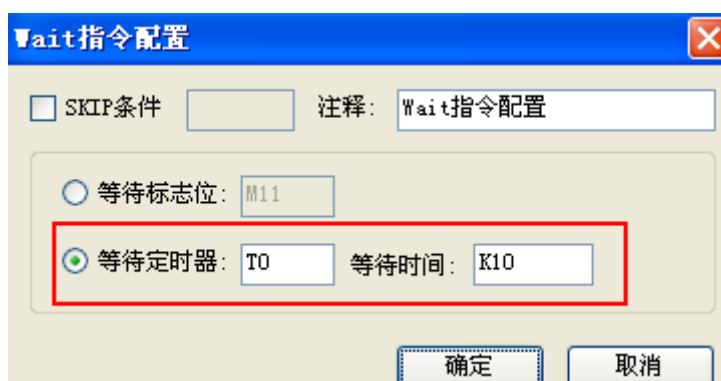 Wait指令配置
SKIP条件 注释: Wait指令配置
等待标志位: M11
等待定时器: T0 等待时间: K10
确定 取消